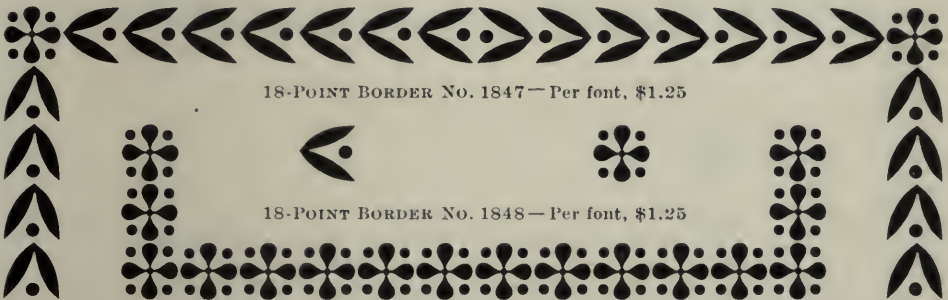 18-Point Border No. 1847—Per font, $1.25
18-Point Border No. 1848—Per font, $1.25